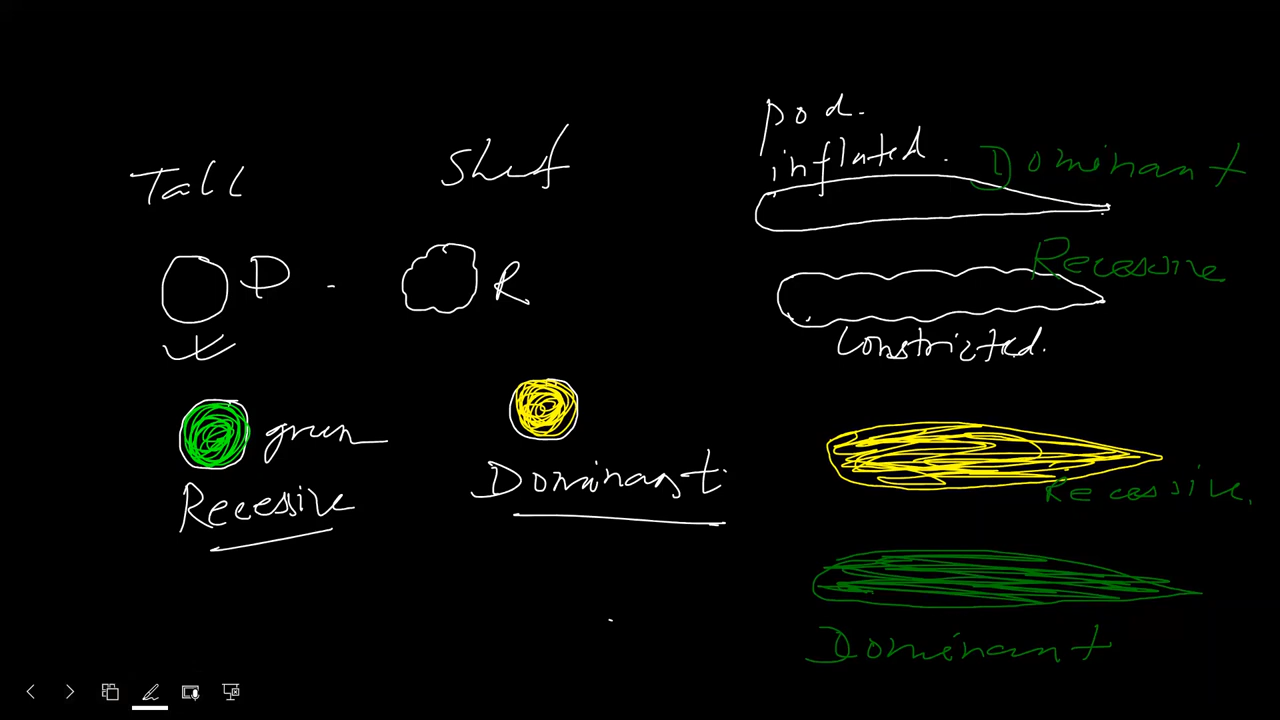 Tall
Short
D
R
green
Recessive
Dominant
pod.
inflated.
Dominant
Recessive
Constricted.
Recessive.
Dominant